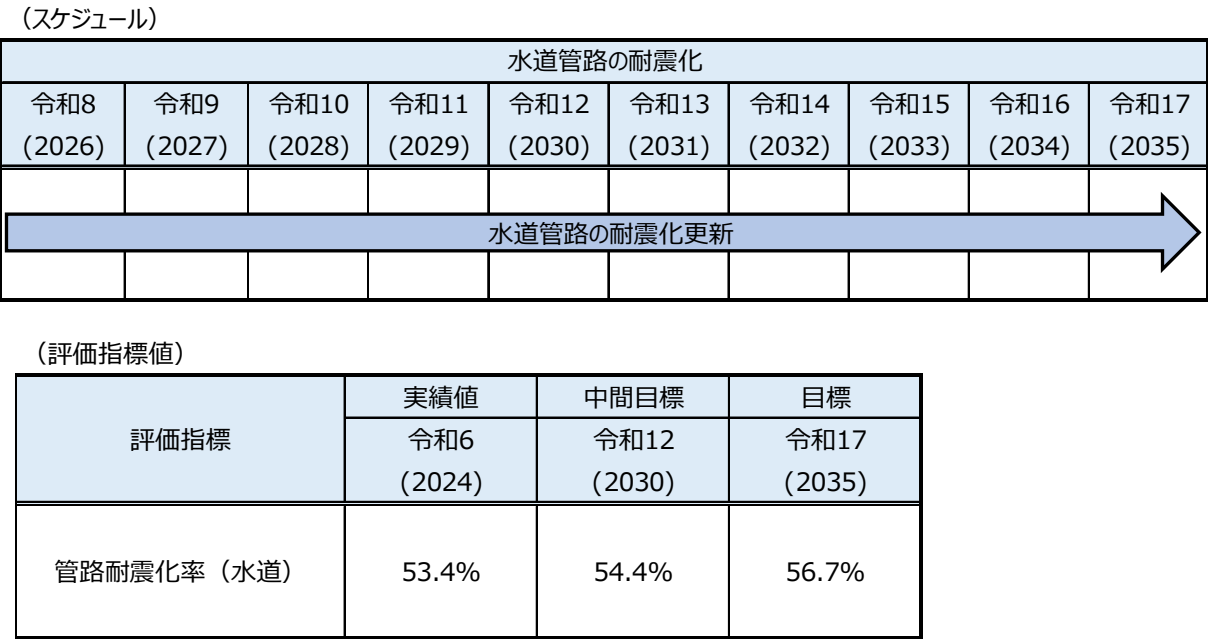 （スケジュール）
水道管路の耐震化
令和8 令和9 令和10 令和11 令和12 令和13 令和14 令和15 令和16 令和17
(2026) (2027) (2028) (2029) (2030) (2031) (2032) (2033) (2034) (2035)
水道管路の耐震化更新
（評価指標値）
評価指標
実績値 中間目標 目標
令和6 令和12 令和17
(2024) (2030) (2035)
管路耐震化率（水道） 53.4% 54.4% 56.7%